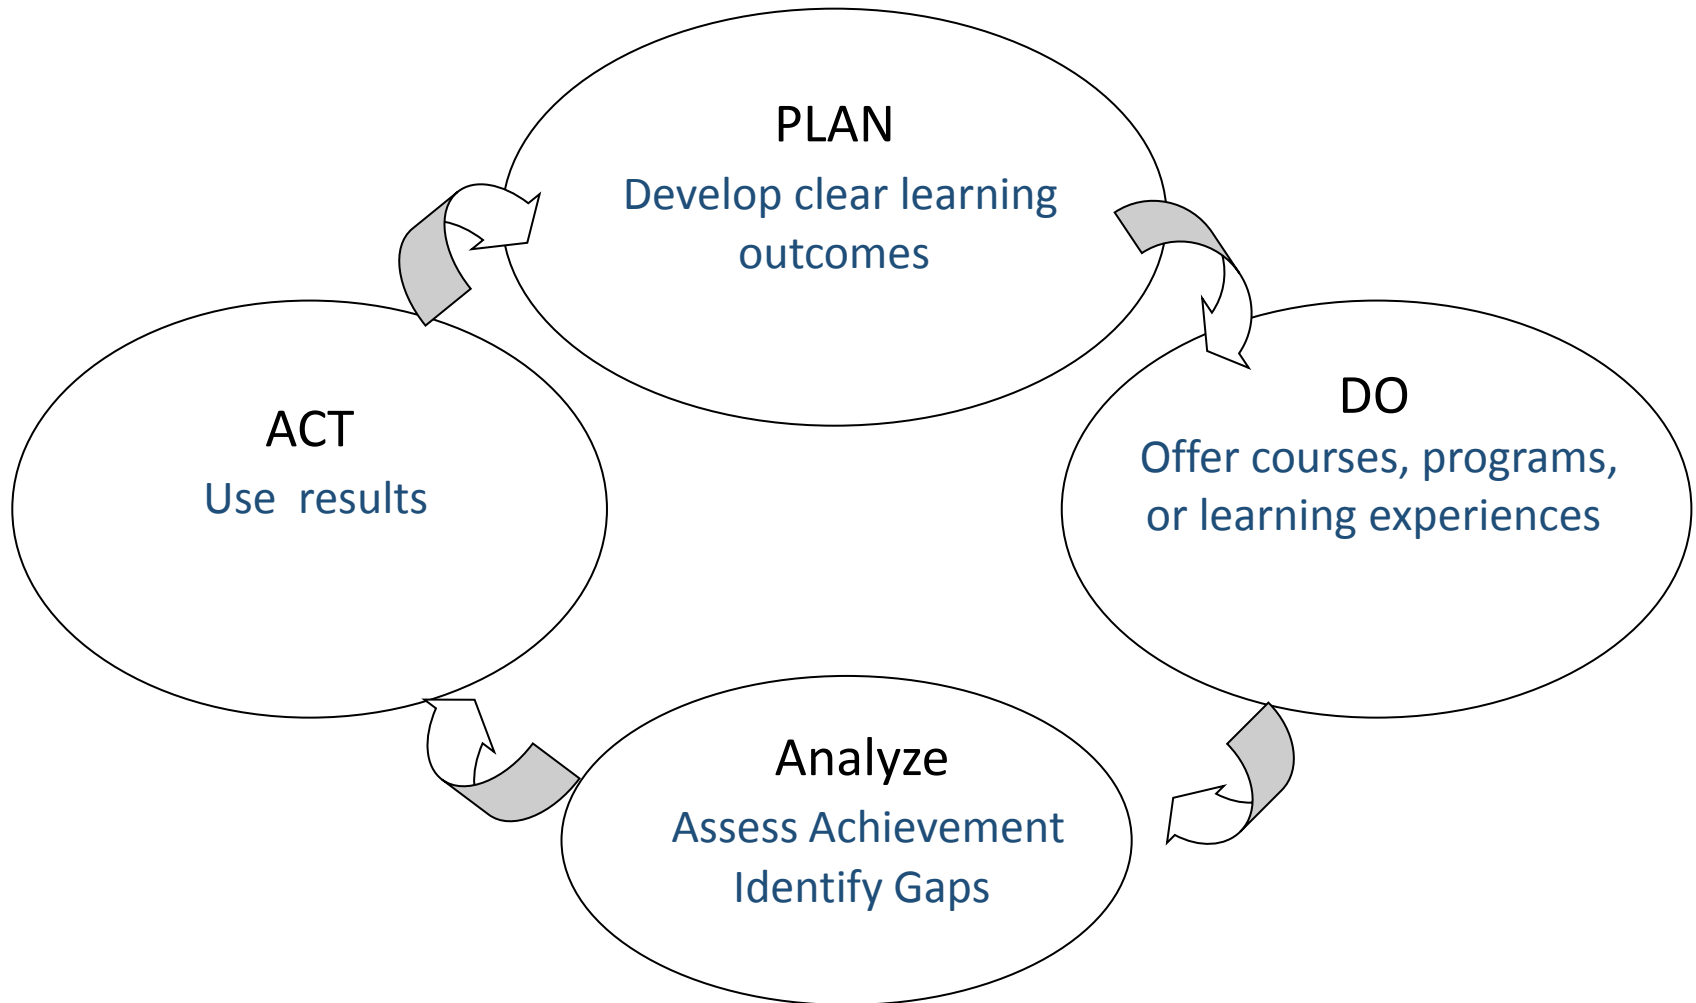 PLAN
Develop clear learning
outcomes
DO
Offer courses, programs,
or learning experiences
Analyze
Assess Achievement
Identify Gaps
ACT
Use  results